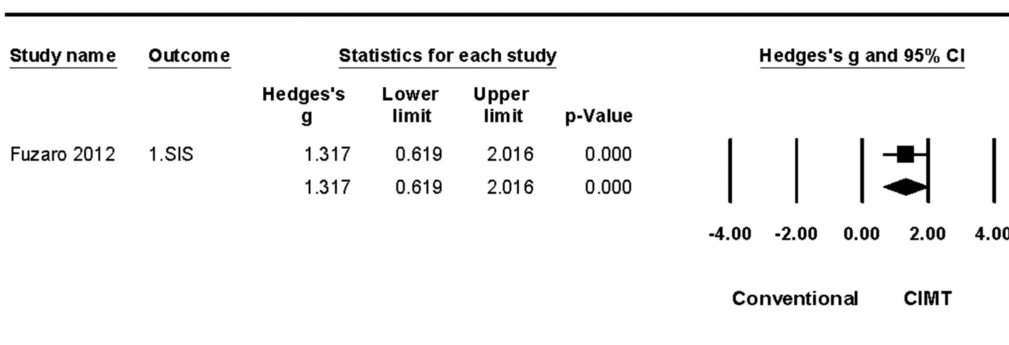 Study name Outcome Statistics for each study Hedges's g and 95% CI
Hedges's Lower Upper
g limit limit p-Value
Fuzaro 2012 1.SIS 1.317 0.619 2.016 0.000
1.317 0.619 2.016 0.000
-4.00 -2.00 0.00 2.00 4.00
Conventional CIMT